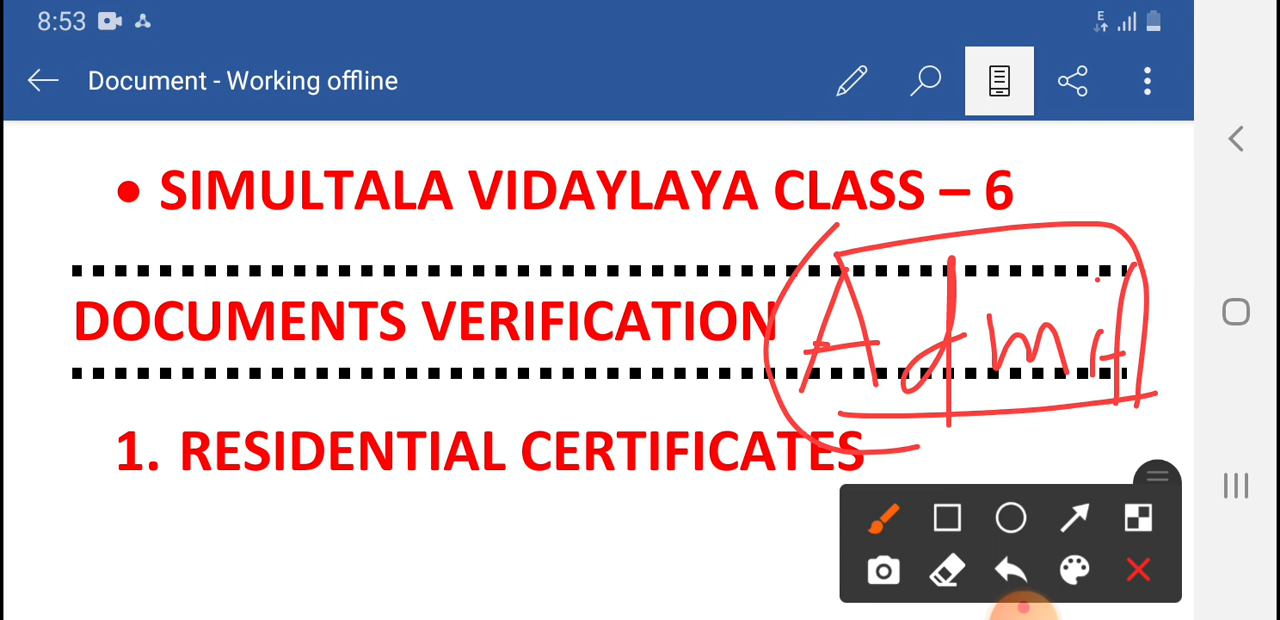 8:53
E
Document - Working offline
• SIMULTALA VIDAYLAYA CLASS – 6
DOCUMENTS VERIFICATION
Admit
1. RESIDENTIAL CERTIFICATES